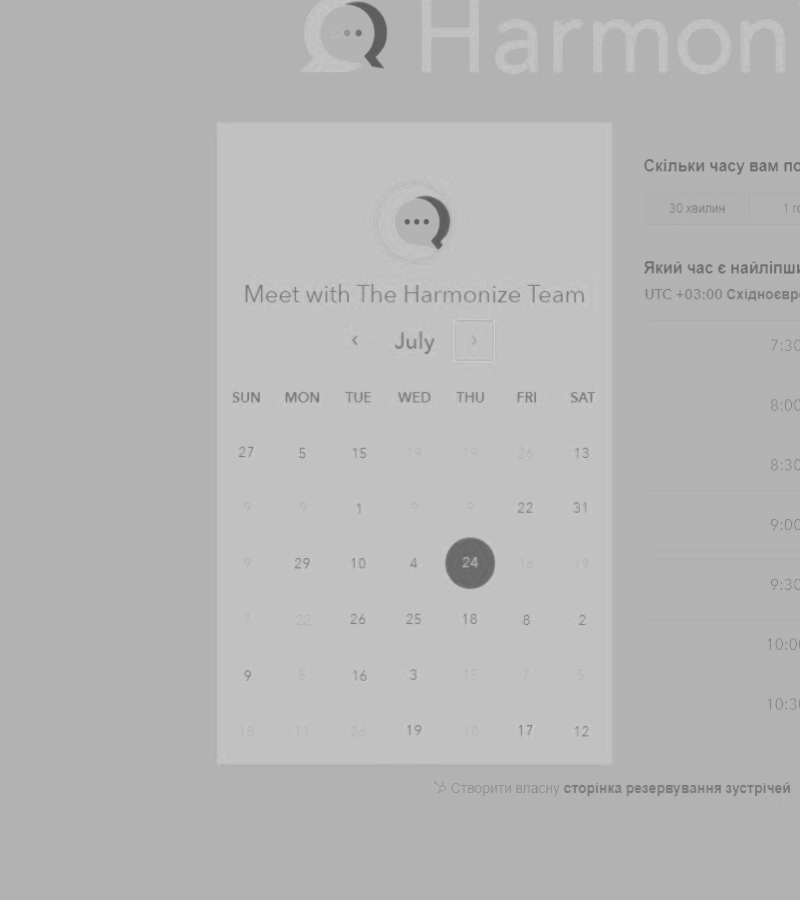 Harmon
Скільки часу вам по
30 хвилин 1 го
Meet with The Harmonize Team
Який час є найліпши
UTC +03:00 Східноєвро
‹ July ›
7:30
SUN MON TUE WED THU FRI SAT
8:00
27 5 15 19 19 26 13
8:30
9 9 1 9 9 22 31
9:00
9 29 10 4 24 16 19
9:30
7 22 26 25 18 8 2
10:00
9 5 16 3 15 7 5
10:30
18 11 26 19 10 17 12
Створити власну сторінка резервування зустрічей